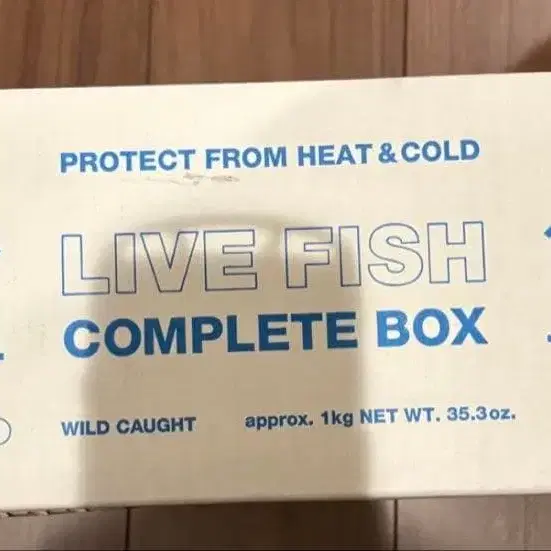 PROTECT FROM HEAT & COLD
LIVE FISH
COMPLETE BOX
WILD CAUGHT approx. 1kg NET WT. 35.3oz.